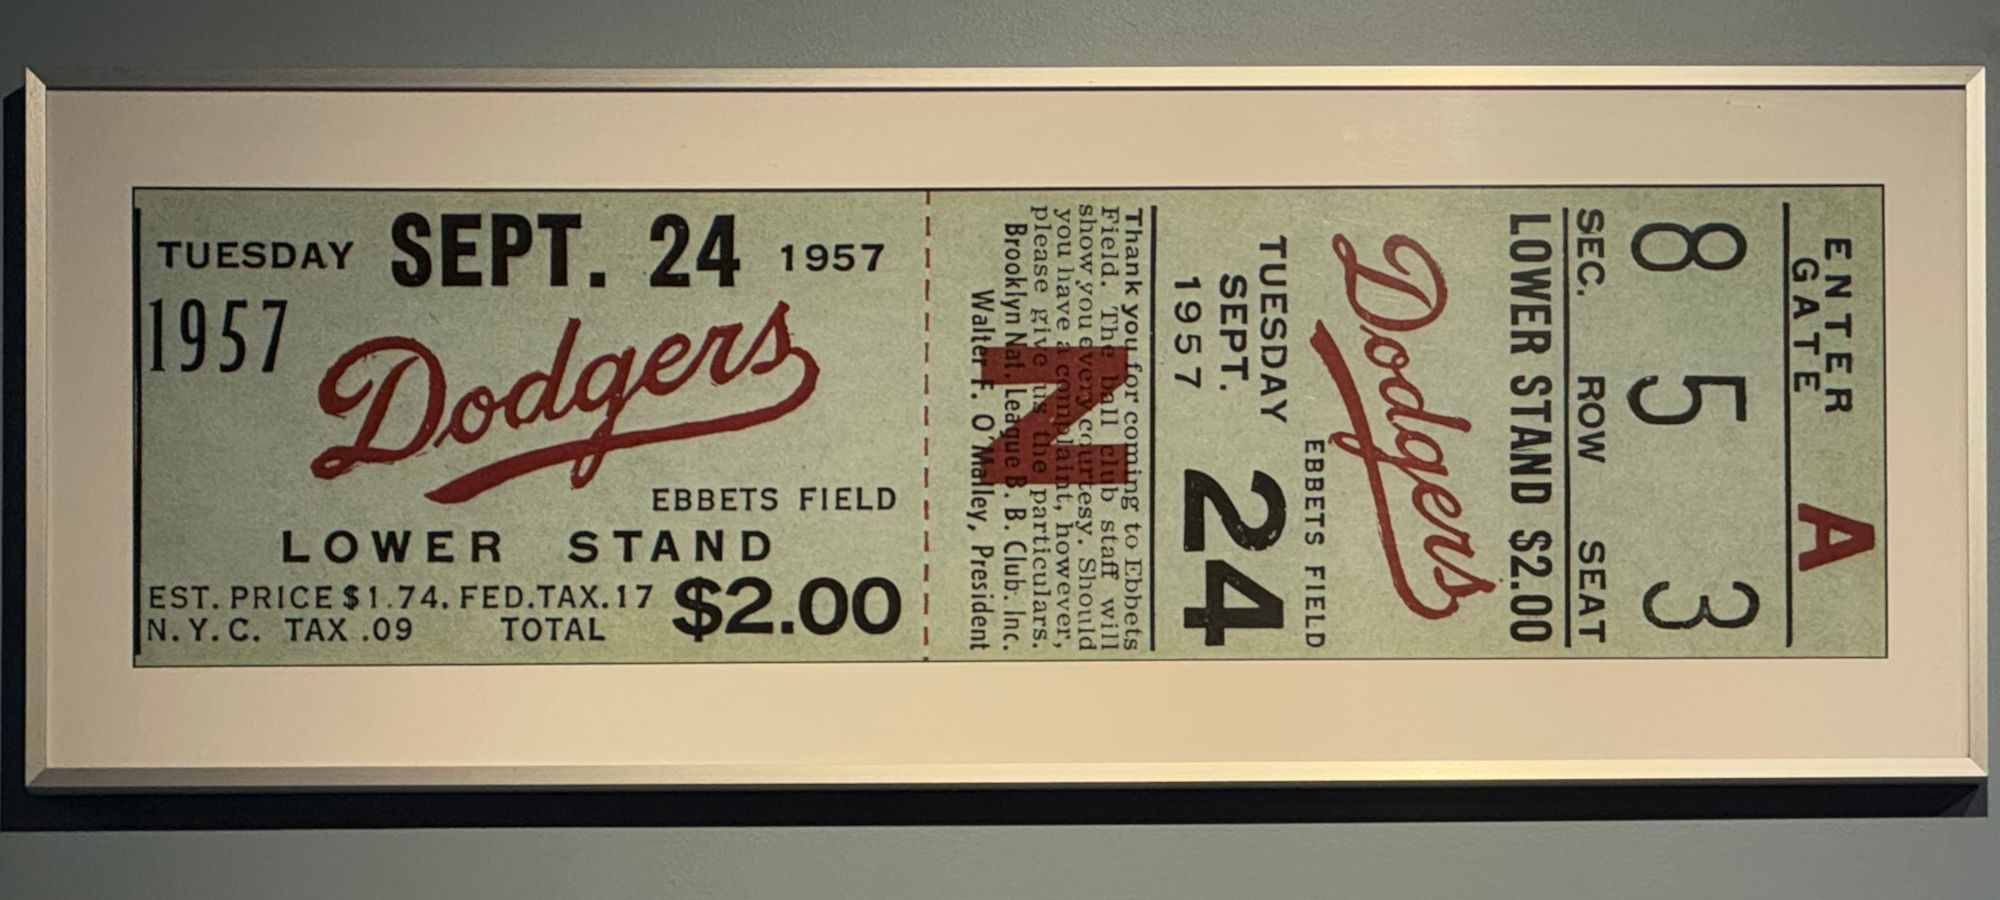 TUESDAY SEPT. 24 1957
1957
Dodgers
EBBETS FIELD
LOWER STAND
EST. PRICE $1.74. FED.TAX.17
N.Y.C. TAX .09 TOTAL $2.00
ENTER
GATE A
8 5 3
SEC. ROW SEAT
LOWER STAND $2.00
Dodgers
EBBETS FIELD
TUESDAY
SEPT. 24
1957
Thank you for coming to Ebbets
Field. The ball club staff will
show you every courtesy. Should
you have a complaint, however,
please give us the particulars.
Brooklyn Nat. League B. B. Club. Inc.
Walter F. O'Malley, President
N